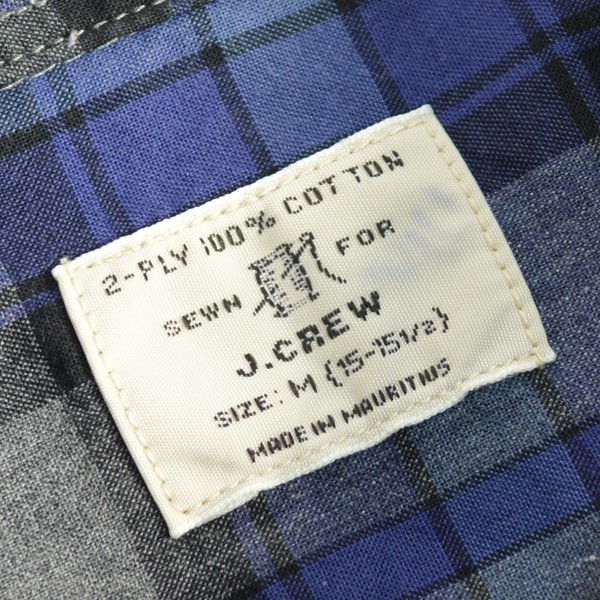 2-PLY 100% COTTON
SEWN FOR
J.CREW
SIZE: M {15-15 1/2}
MADE IN MAURITIUS